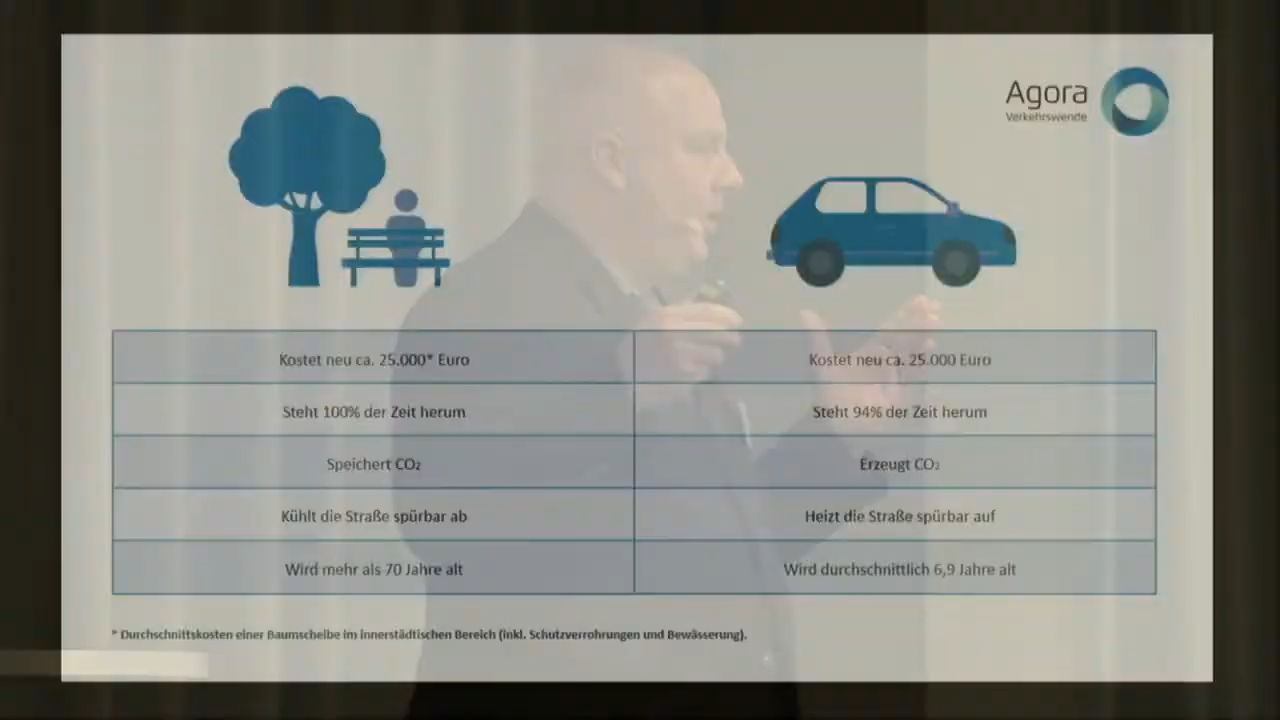 Agora
Verkehrswende
Kostet neu ca. 25.000* Euro
Kostet neu ca. 25.000 Euro
Steht 100% der Zeit herum
Steht 94% der Zeit herum
Speichert CO₂
Erzeugt CO₂
Kühlt die Straße spürbar ab
Heizt die Straße spürbar auf
Wird mehr als 70 Jahre alt
Wird durchschnittlich 6,9 Jahre alt
* Durchschnittskosten einer Baumscheibe im innerstädtischen Bereich (inkl. Schutzverrohrungen und Bewässerung).